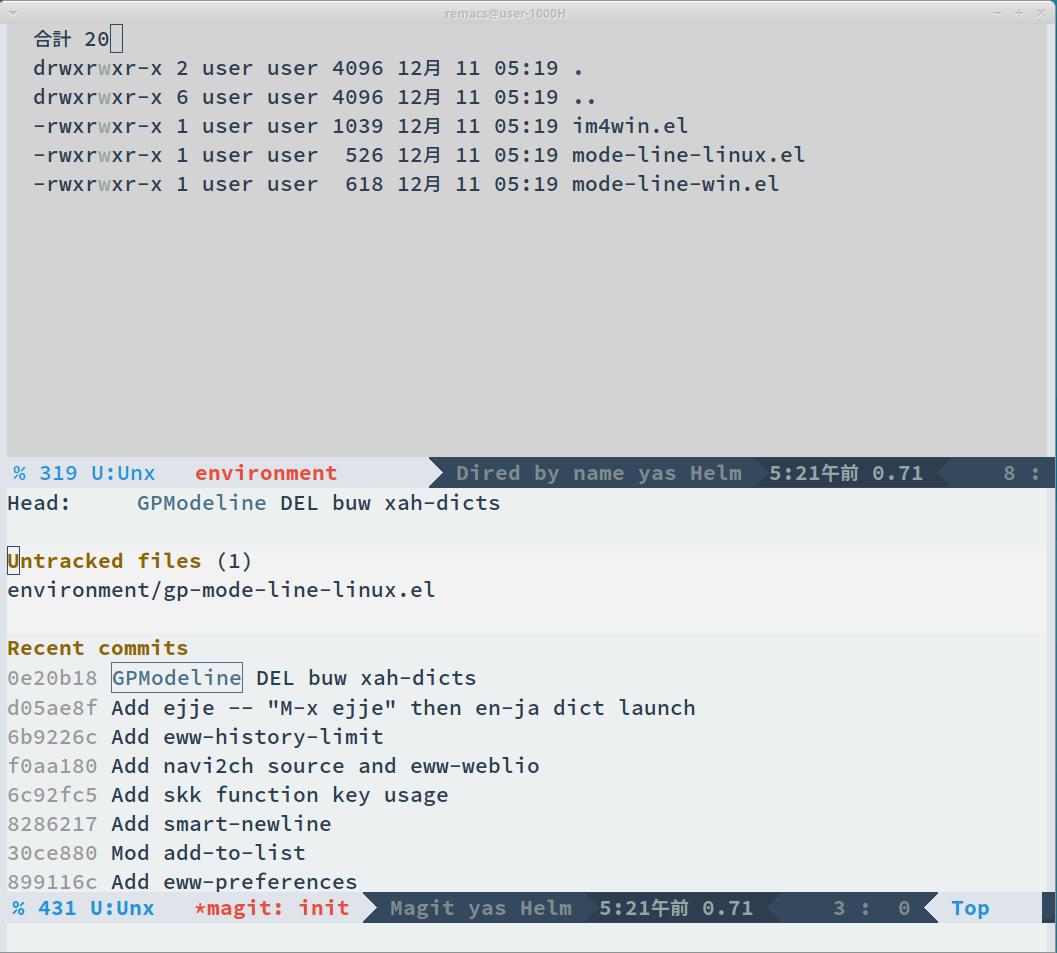 remacs@user-1000H
合計 20
drwxrwxr-x 2 user user 4096 12月 11 05:19 .
drwxrwxr-x 6 user user 4096 12月 11 05:19 ..
-rwxrwxr-x 1 user user 1039 12月 11 05:19 im4win.el
-rwxrwxr-x 1 user user  526 12月 11 05:19 mode-line-linux.el
-rwxrwxr-x 1 user user  618 12月 11 05:19 mode-line-win.el
% 319 U:Unx   environment   Dired by name yas Helm   5:21午前 0.71   8 :
Head:     GPModeline DEL buw xah-dicts
Untracked files (1)
environment/gp-mode-line-linux.el
Recent commits
0e20b18 GPModeline DEL buw xah-dicts
d05ae8f Add ejje -- "M-x ejje" then en-ja dict launch
6b9226c Add eww-history-limit
f0aa180 Add navi2ch source and eww-weblio
6c92fc5 Add skk function key usage
8286217 Add smart-newline
30ce880 Mod add-to-list
899116c Add eww-preferences
% 431 U:Unx   *magit: init   Magit yas Helm   5:21午前 0.71   3 :  0   Top